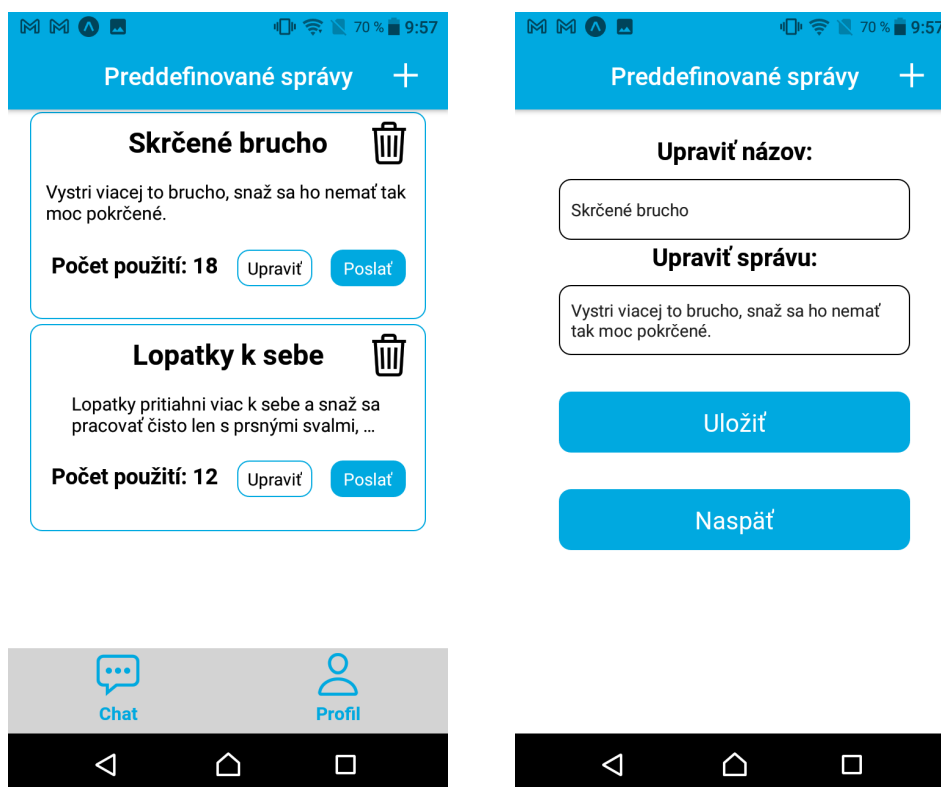 70 % 9:57
Preddefinované správy
Skrčené brucho
Vystri viacej to brucho, snaž sa ho nemať tak
moc pokrčené.
Počet použití: 18 Upraviť Poslať
Lopatky k sebe
Lopatky pritiahni viac k sebe a snaž sa
pracovať čisto len s prsnými svalmi, ...
Počet použití: 12 Upraviť Poslať
Chat Profil
70 % 9:57
Preddefinované správy
Upraviť názov:
Skrčené brucho
Upraviť správu:
Vystri viacej to brucho, snaž sa ho nemať
tak moc pokrčené.
Uložiť
Naspäť